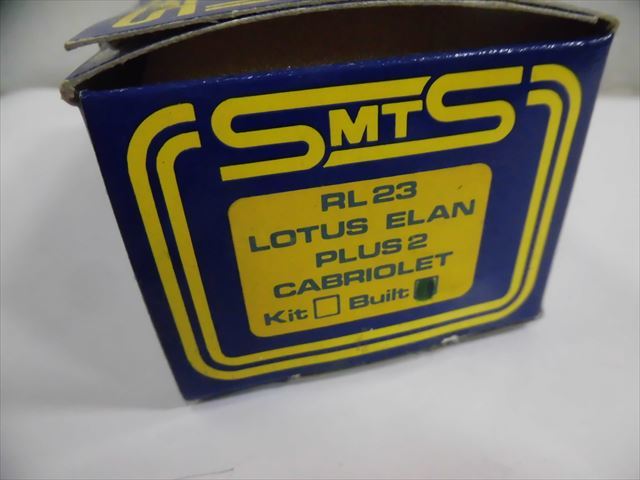 SMTS
RL 23
LOTUS ELAN
PLUS 2
CABRIOLET
Kit Built